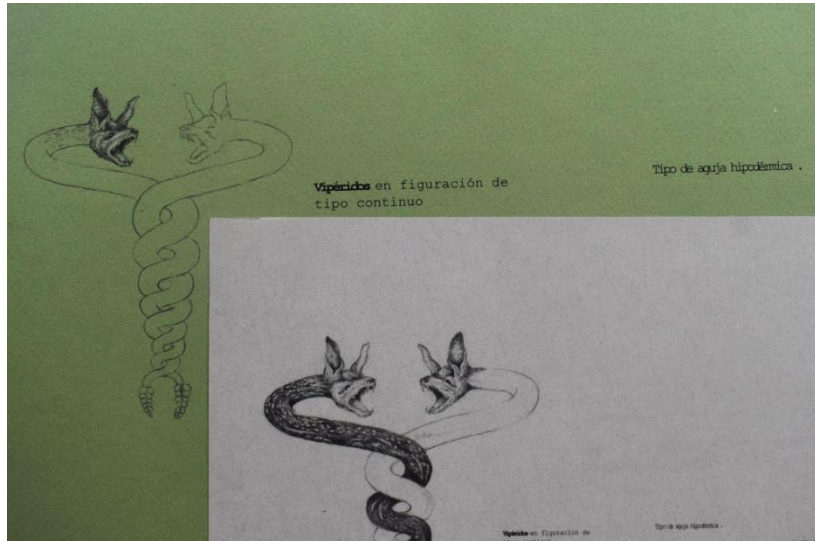 Vipéridos en figuración de
tipo continuo
Tipo de aguja hipodérmica .
Vipéridos en figuración de
Tipo de aguja hipodérmica .